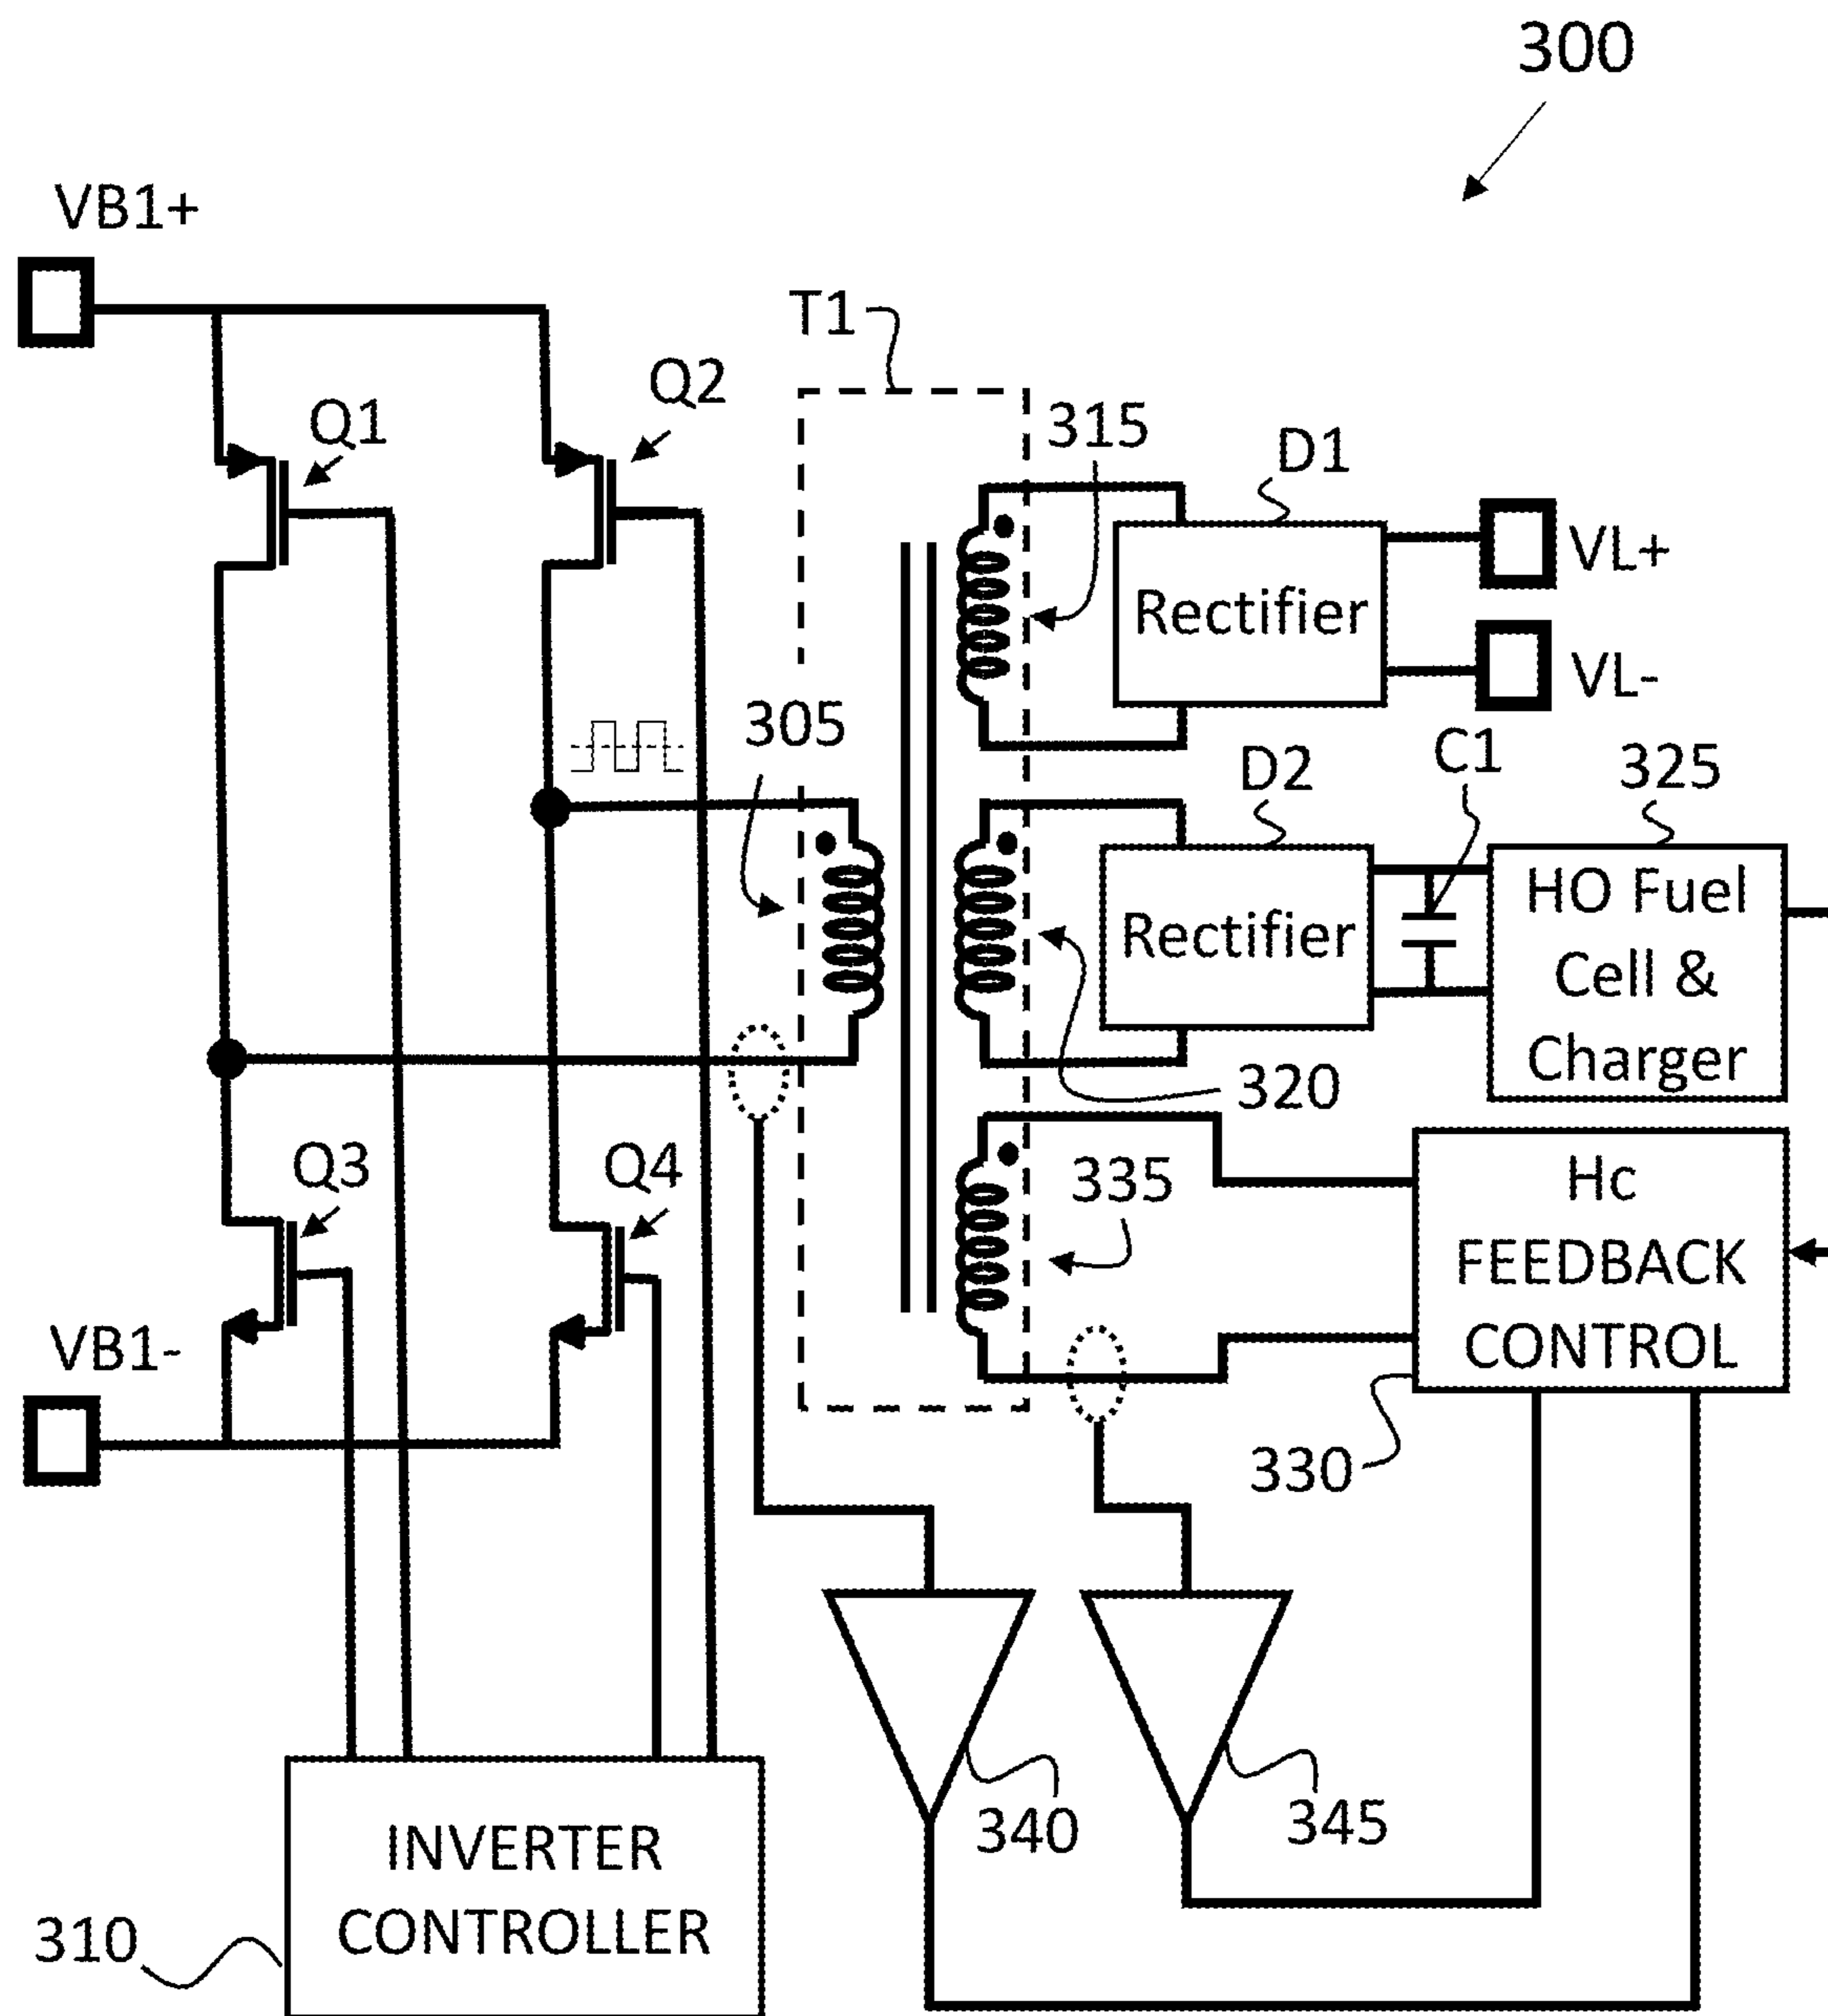 300
VB1+
T1
Q2
Q1
315
D1
VL+
Rectifier
VL-
305
C1
D2
325
HO Fuel
Cell &
Charger
Rectifier
320
Q3
Q4
335
Hc
FEEDBACK
CONTROL
VB1-
330
340
345
INVERTER
CONTROLLER
310